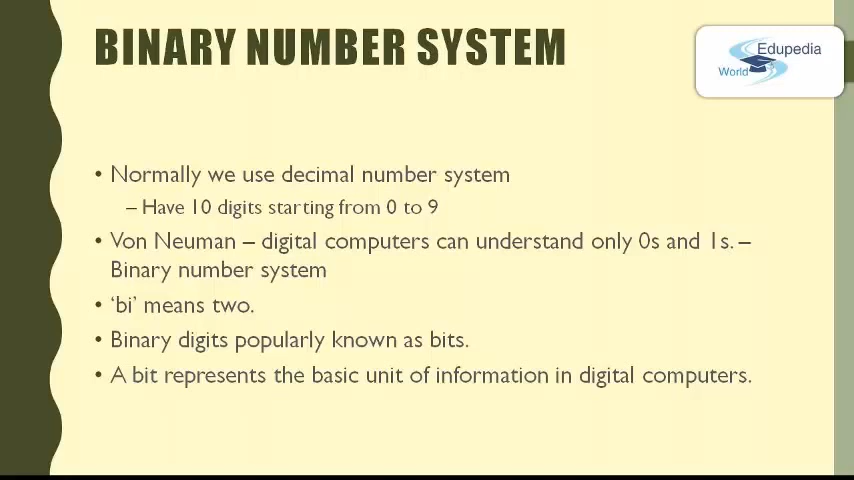 BINARY NUMBER SYSTEM
Edupedia
World
• Normally we use decimal number system
– Have 10 digits starting from 0 to 9
• Von Neuman – digital computers can understand only 0s and 1s. –
Binary number system
• ‘bi’ means two.
• Binary digits popularly known as bits.
• A bit represents the basic unit of information in digital computers.